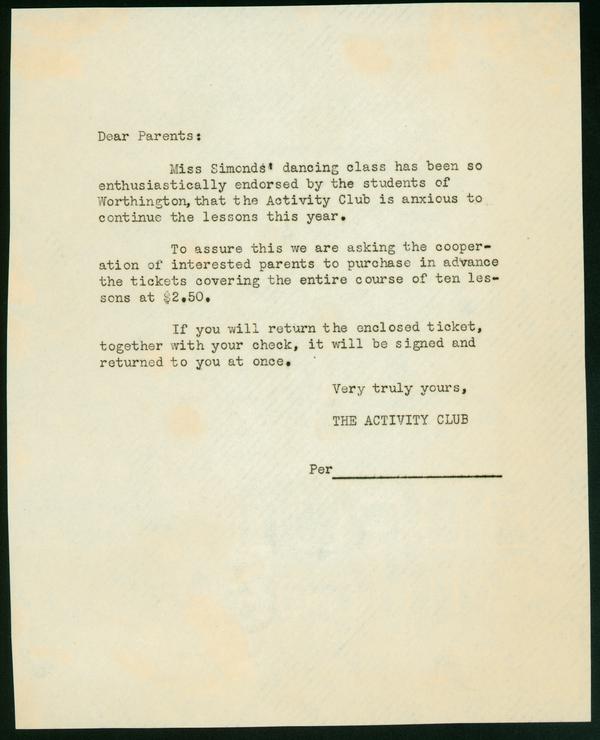 Dear Parents:
Miss Simonds' dancing class has been so
enthusiastically endorsed by the students of
Worthington, that the Activity Club is anxious to
continue the lessons this year.
To assure this we are asking the cooper-
ation of interested parents to purchase in advance
the tickets covering the entire course of ten les-
sons at $2.50.
If you will return the enclosed ticket,
together with your check, it will be signed and
returned to you at once.
Very truly yours,
THE ACTIVITY CLUB
Per